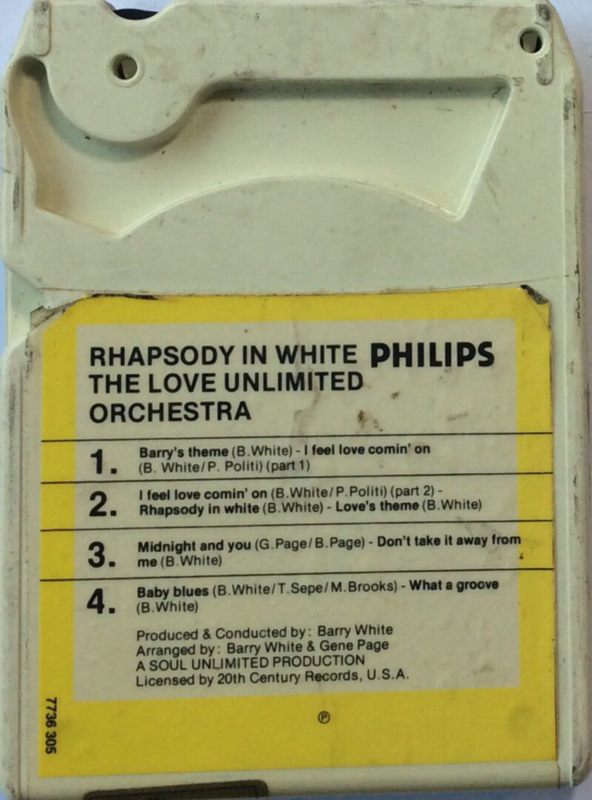 RHAPSODY IN WHITE PHILIPS
THE LOVE UNLIMITED
ORCHESTRA
1. Barry's theme (B.White) - I feel love comin' on
(B. White/P. Politi) (part 1)
2. I feel love comin' on (B.White/P.Politi) (part 2) -
Rhapsody in white (B.White) - Love's theme (B.White)
3. Midnight and you (G.Page/B.Page) - Don't take it away from
me (B.White)
4. Baby blues (B.White/T.Sepe/M.Brooks) - What a groove
(B.White)
Produced & Conducted by: Barry White
Arranged by: Barry White & Gene Page
A SOUL UNLIMITED PRODUCTION
Licensed by 20th Century Records, U.S.A.
7736 305
℗